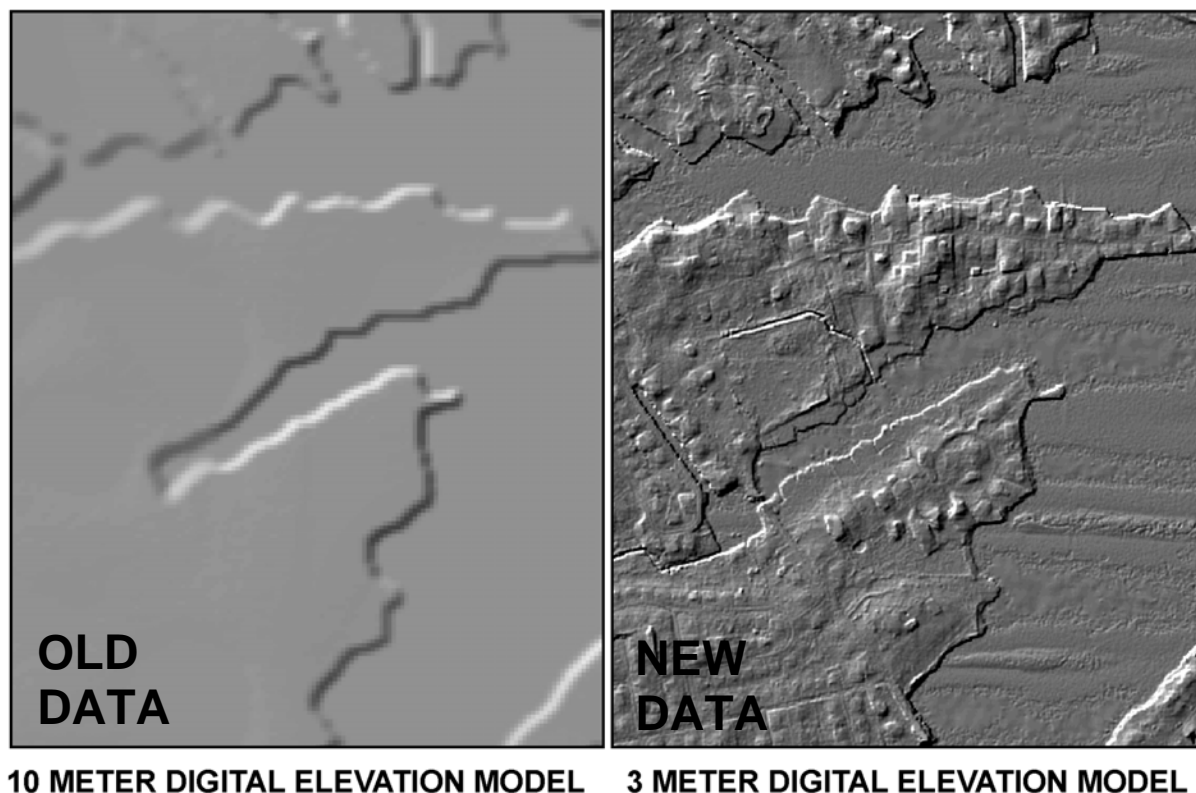 OLD
DATA
NEW
DATA
10 METER DIGITAL ELEVATION MODEL
3 METER DIGITAL ELEVATION MODEL